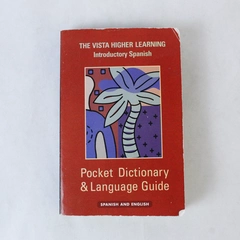 THE VISTA HIGHER LEARNING
Introductory Spanish
Pocket Dictionary
& Language Guide
SPANISH AND ENGLISH